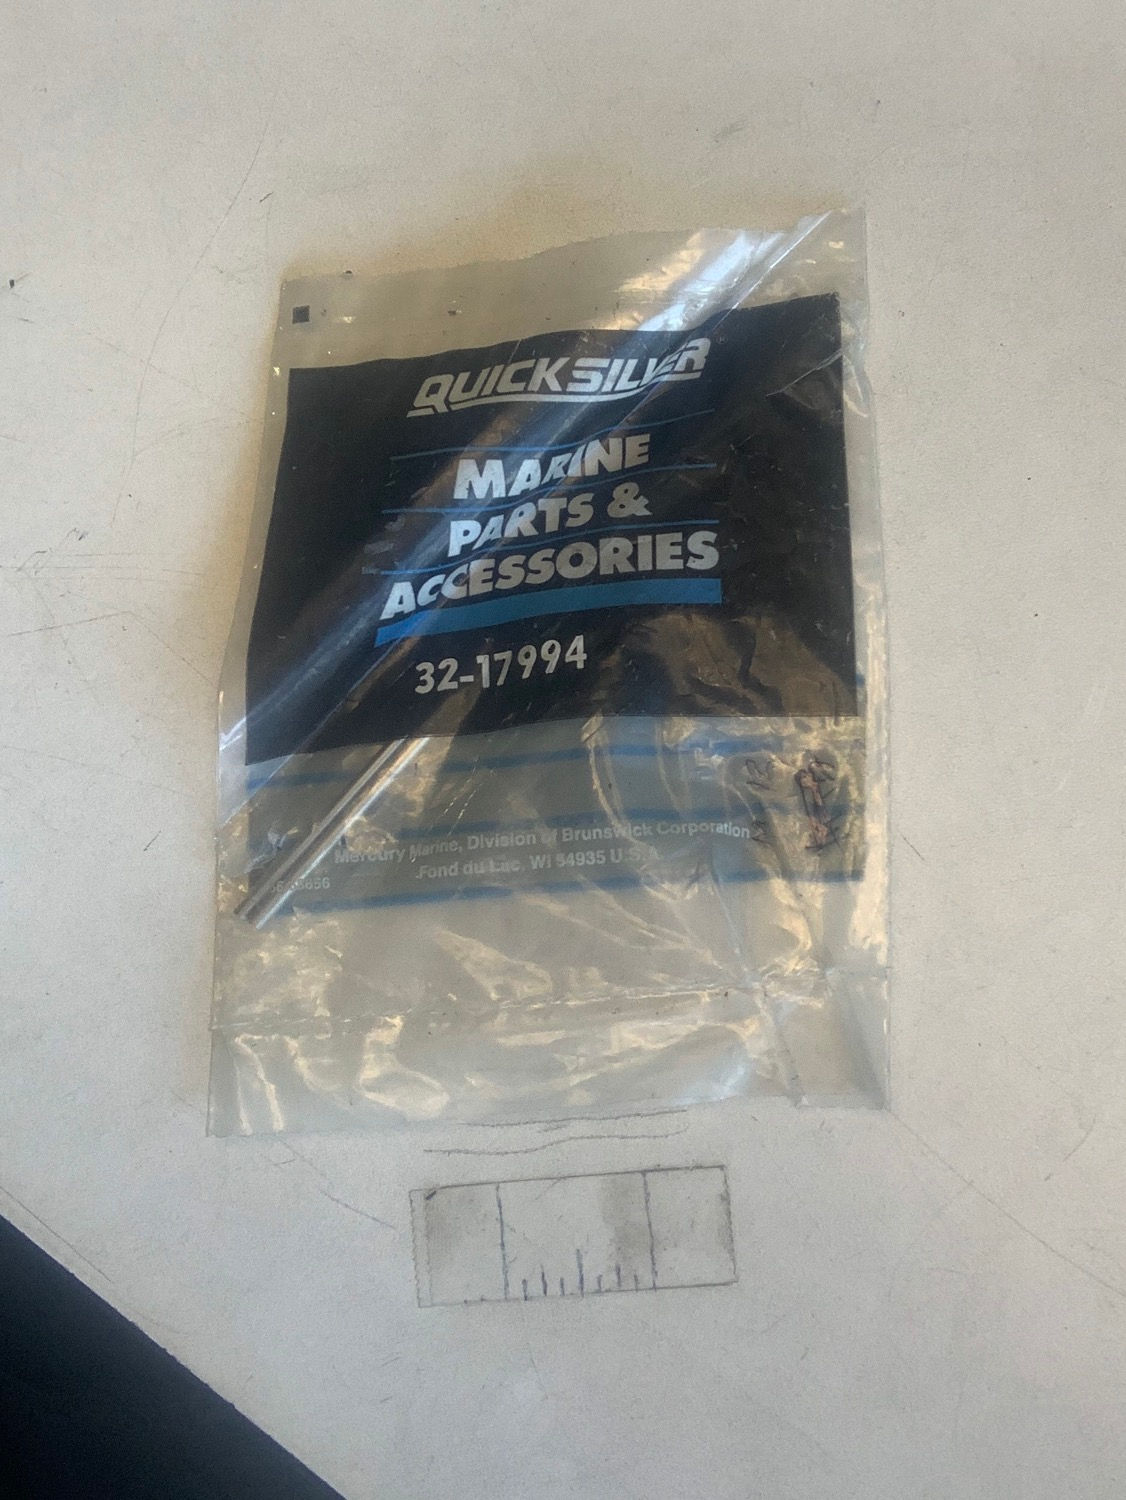 QUICKSILVER
MARINE
PARTS &
ACCESSORIES
32-17994
Mercury Marine, Division of Brunswick Corporation
Fond du Lac, WI 54935 U.S.